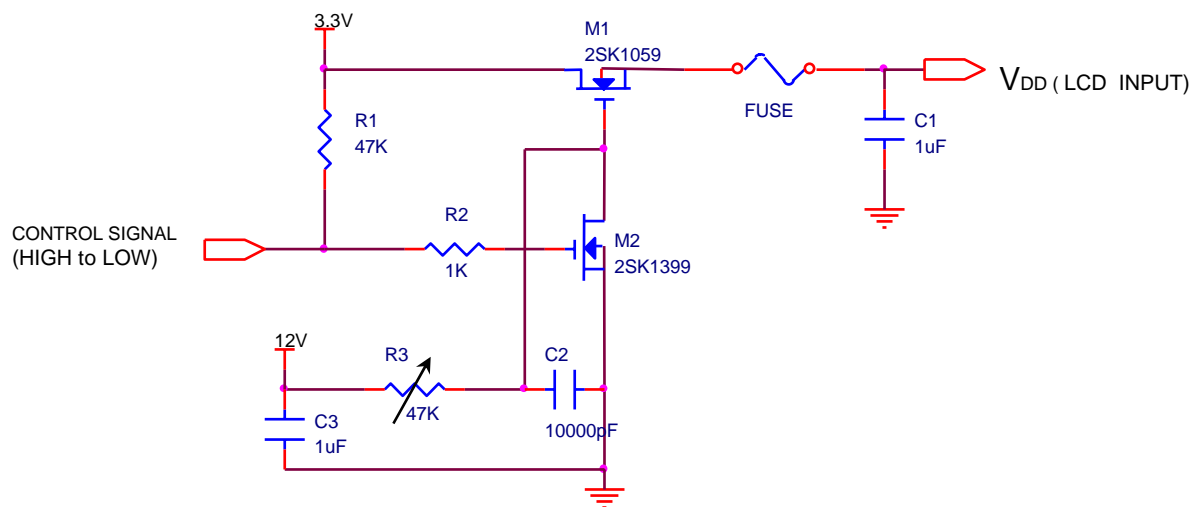 3.3V
M1
2SK1059
R1
47K
FUSE
C1
1uF
VDD ( LCD INPUT)
CONTROL SIGNAL
(HIGH to LOW)
R2
1K
M2
2SK1399
12V
R3
47K
C2
10000pF
C3
1uF